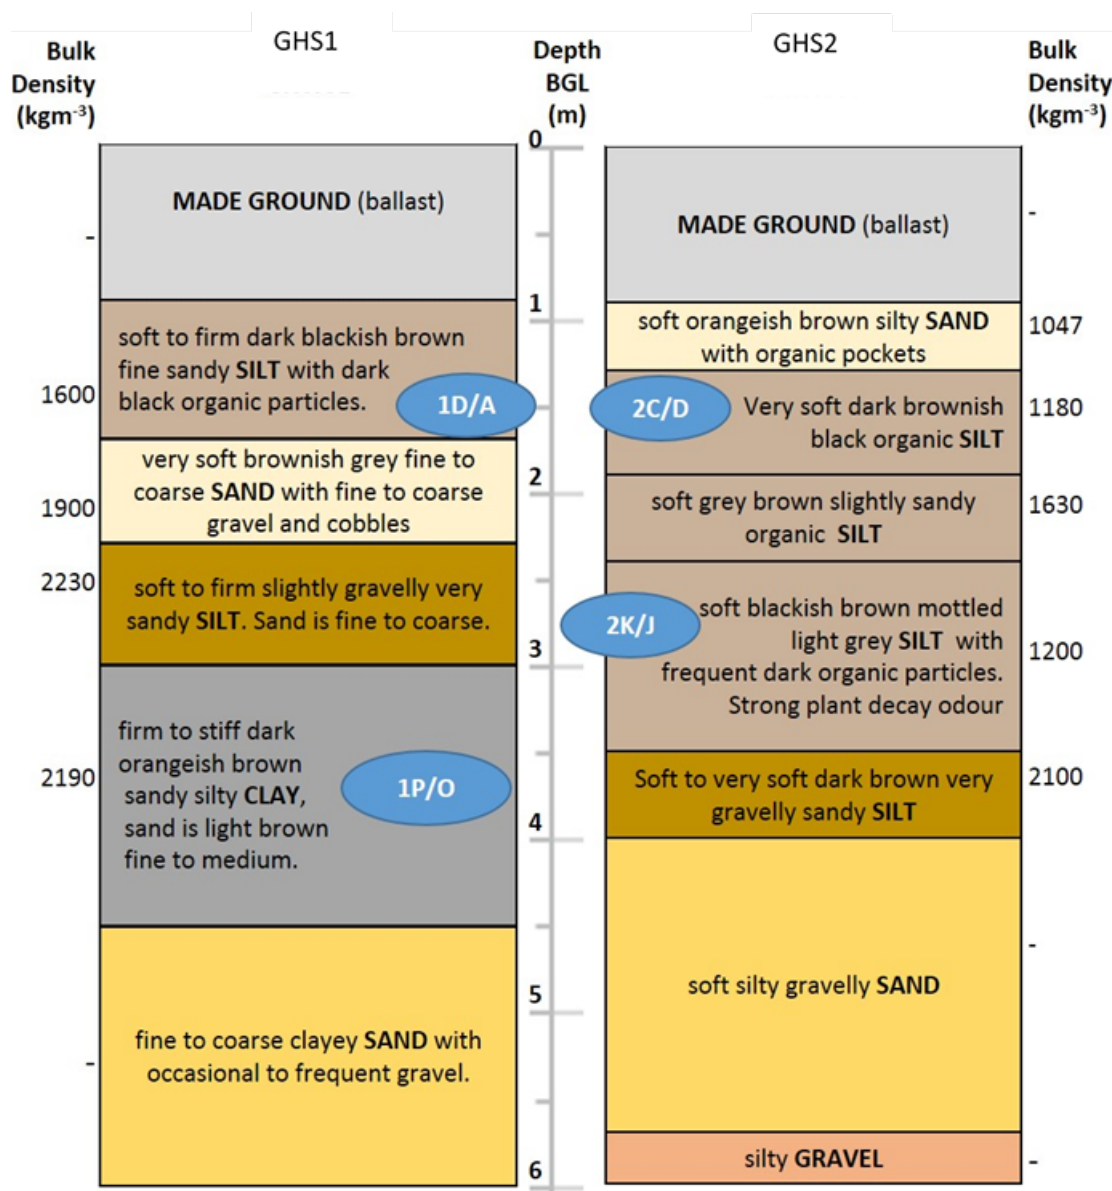 GHS1
GHS2
Bulk
Density
(kgm-3)
Depth
BGL
(m)
Bulk
Density
(kgm-3)
0
MADE GROUND (ballast)
-
1
soft to firm dark blackish brown
fine sandy SILT with dark
black organic particles.
1600
1D/A
very soft brownish grey fine to
coarse SAND with fine to coarse
gravel and cobbles
1900
2
2230
soft to firm slightly gravelly very
sandy SILT. Sand is fine to coarse.
3
firm to stiff dark
orangeish brown
sandy silty CLAY,
sand is light brown
fine to medium.
2190
1P/O
4
5
fine to coarse clayey SAND with
occasional to frequent gravel.
-
6
MADE GROUND (ballast)
-
soft orangeish brown silty SAND
with organic pockets
1047
2C/D
Very soft dark brownish
black organic SILT
1180
soft grey brown slightly sandy
organic SILT
1630
2K/J
soft blackish brown mottled
light grey SILT with
frequent dark organic particles.
Strong plant decay odour
1200
Soft to very soft dark brown very
gravelly sandy SILT
2100
soft silty gravelly SAND
-
silty GRAVEL
-